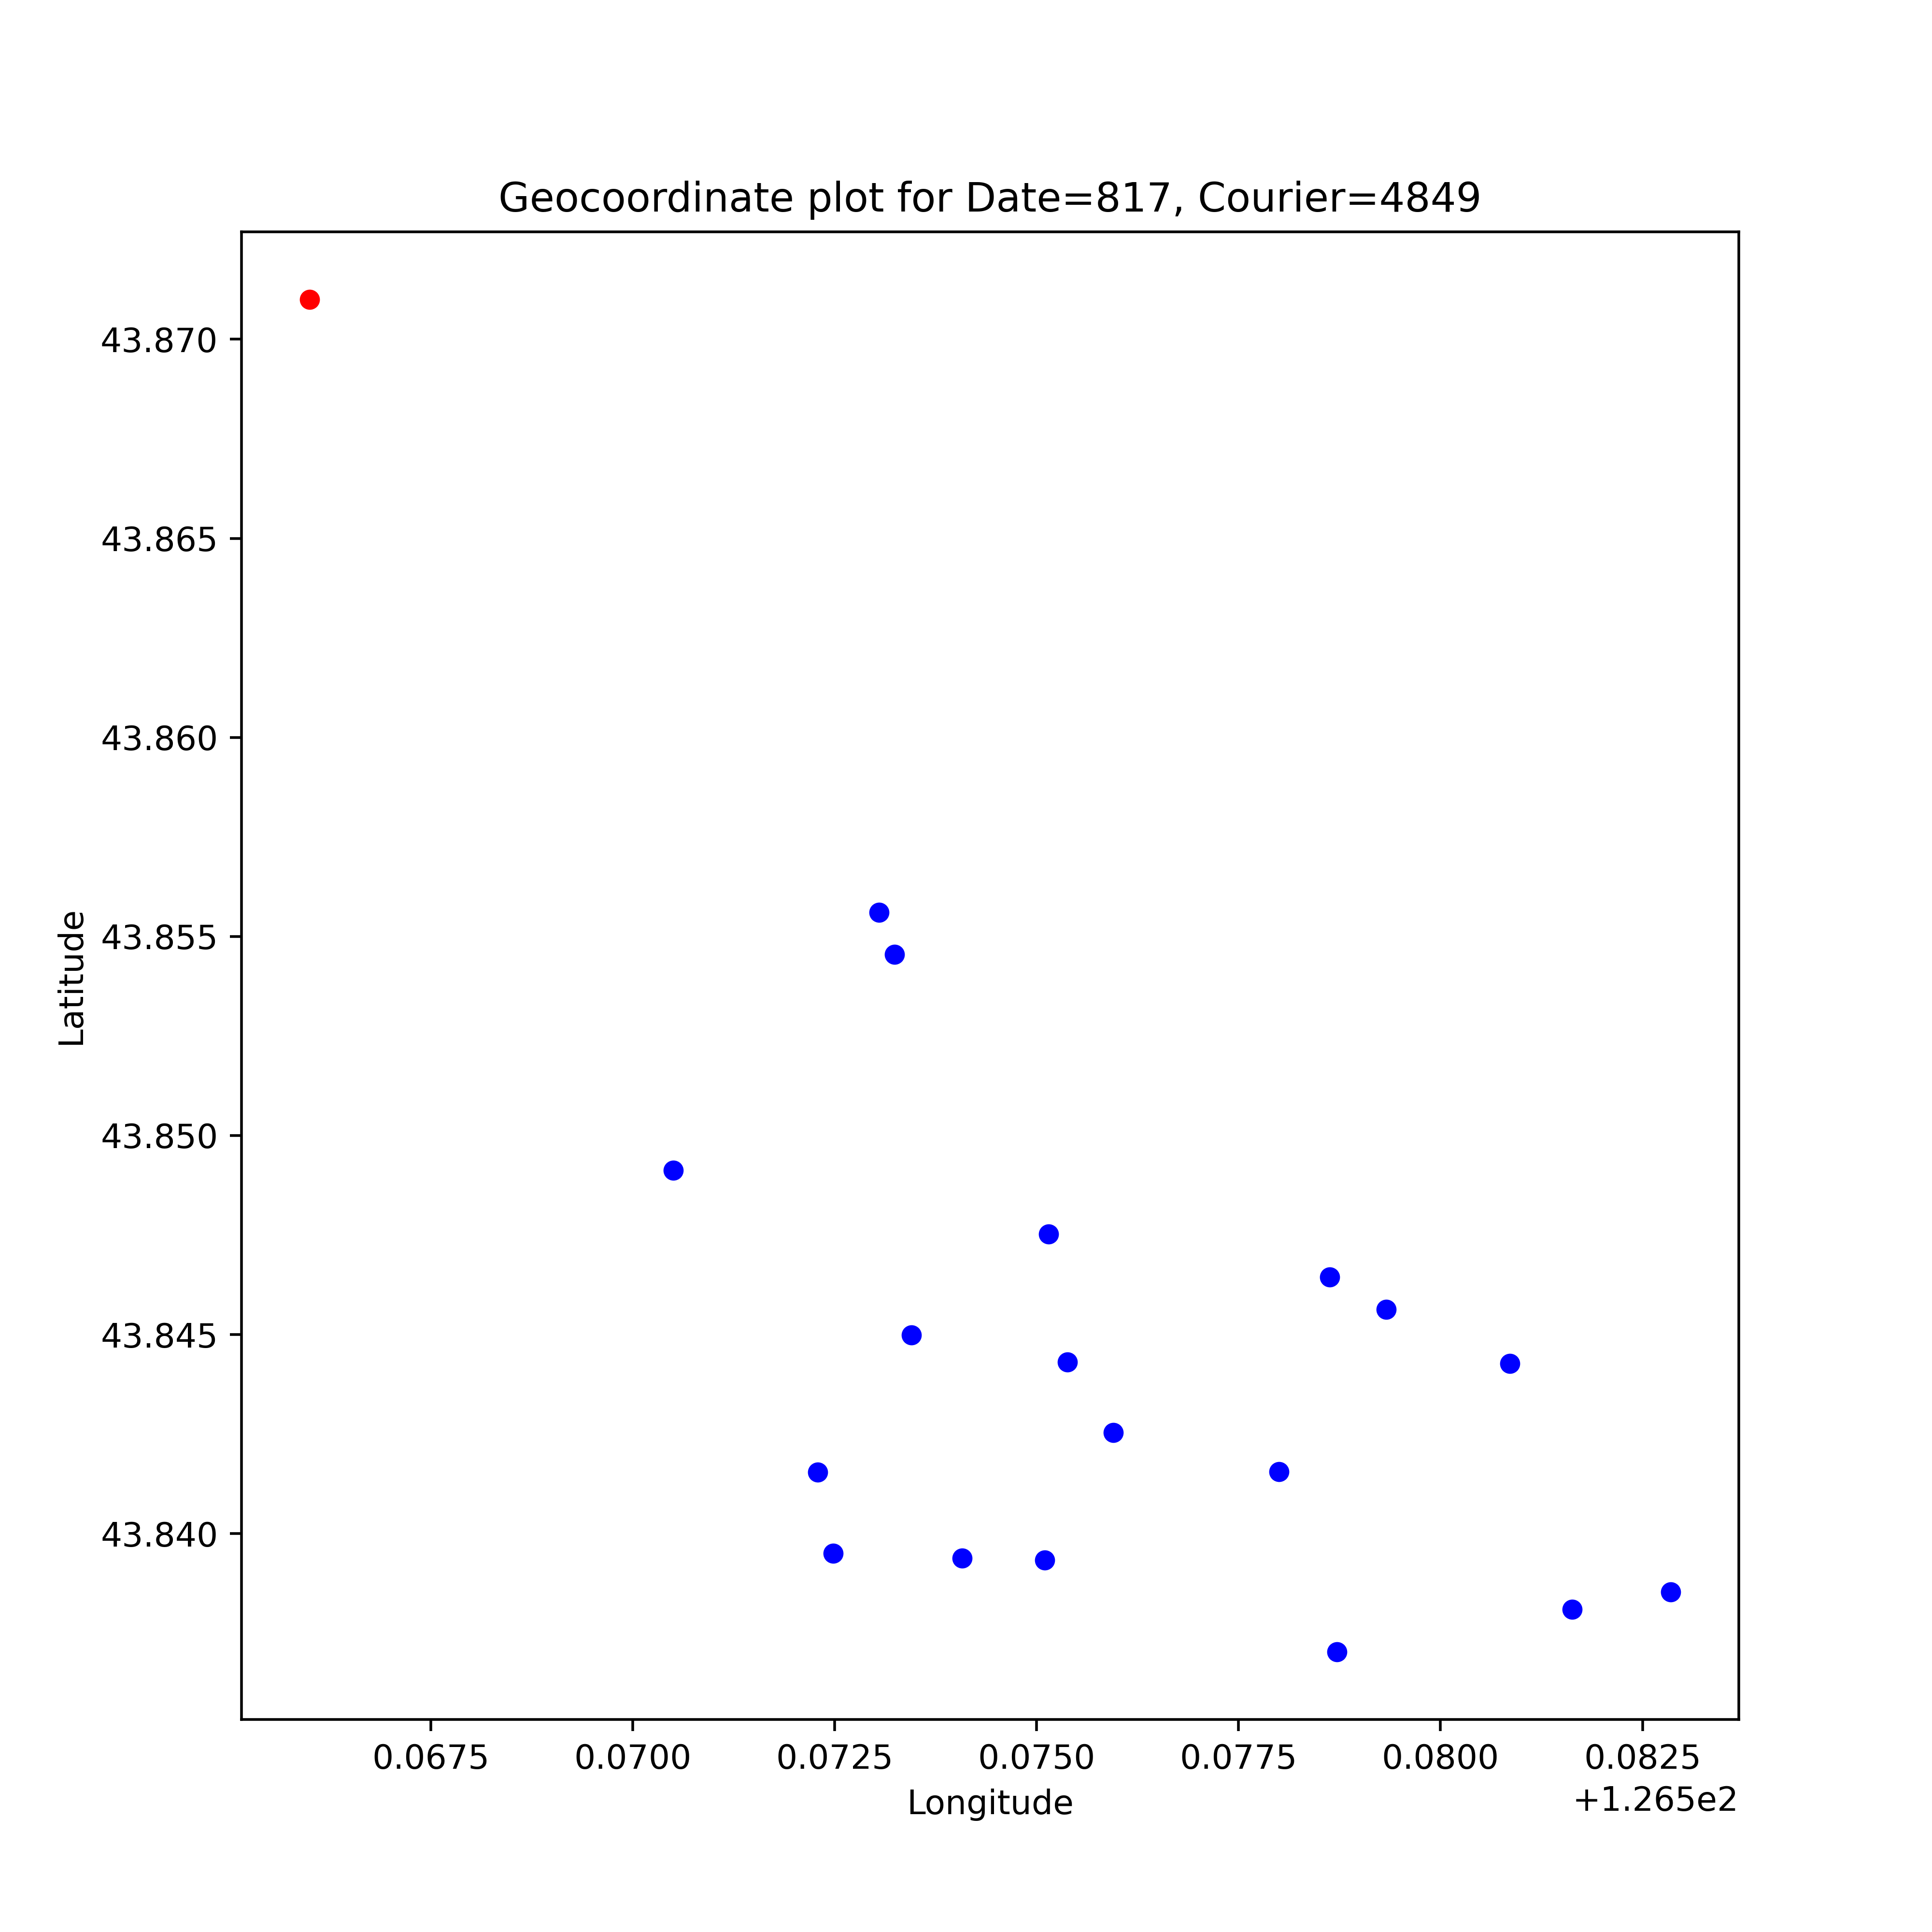 Geocoordinate plot for Date=817, Courier=4849
43.870
43.865
43.860
43.855
43.850
43.845
43.840
Latitude
0.0675 0.0700 0.0725 0.0750 0.0775 0.0800 0.0825
+1.265e2
Longitude